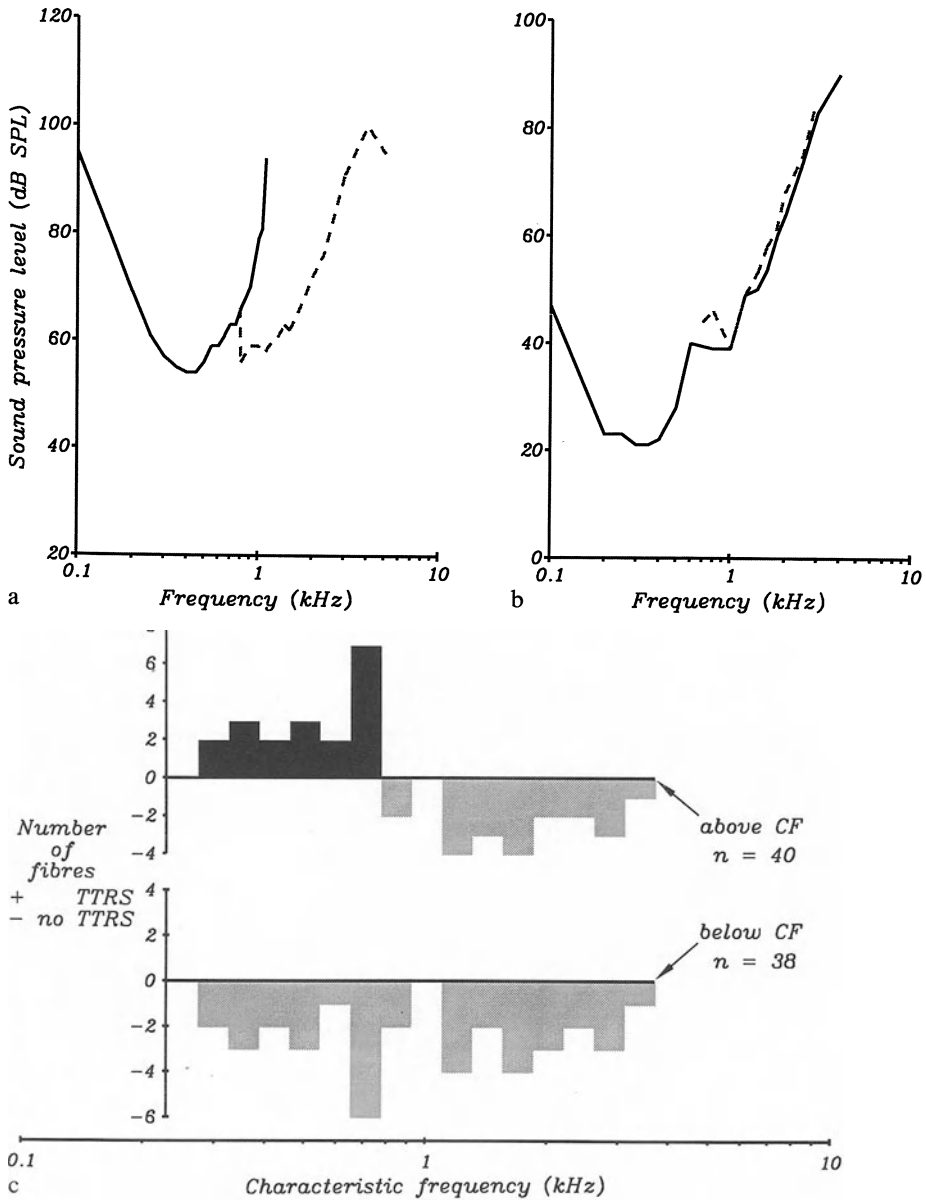 120
100
80
60
40
20
Sound pressure level (dB SPL)
0.1
1
10
Frequency (kHz)
a
100
80
60
40
20
0
0.1
1
10
Frequency (kHz)
b
6
4
2
0
-2
-4
Number
of
fibres
+ TTRS
- no TTRS
above CF
n = 40
4
2
0
-2
-4
-6
below CF
n = 38
0.1
1
10
Characteristic frequency (kHz)
c